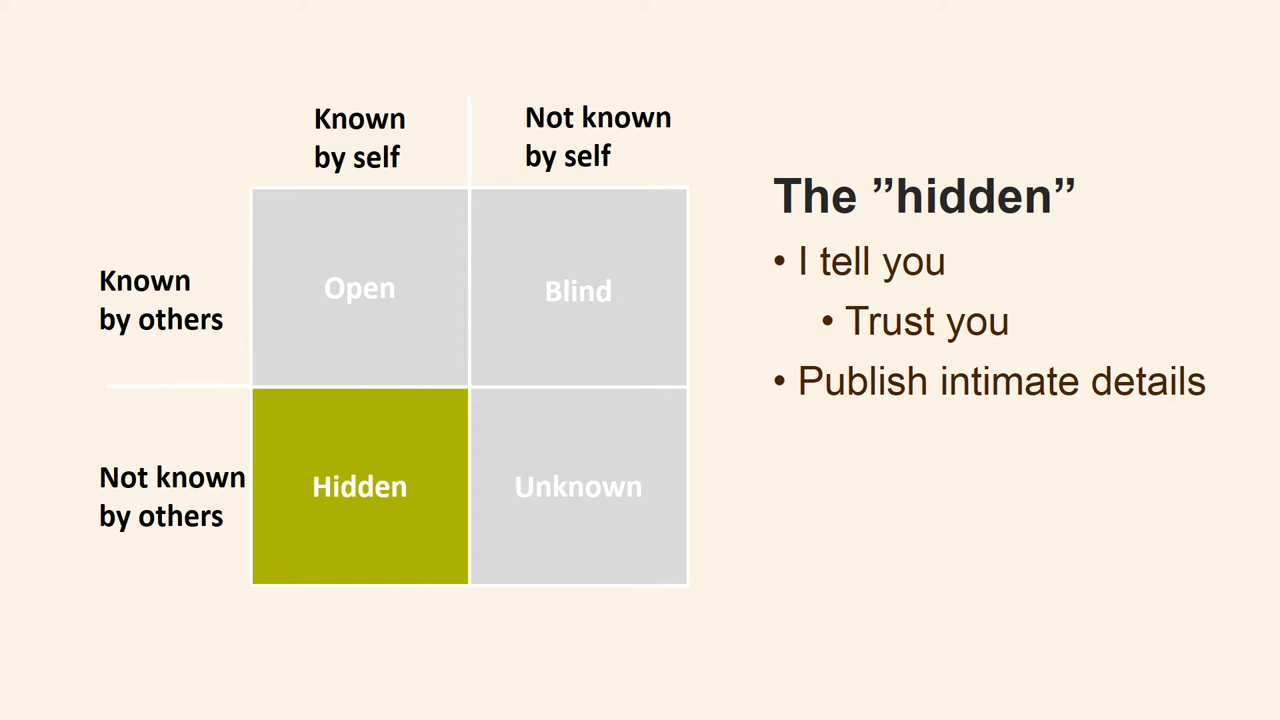 Known
by self
Not known
by self
Known
by others
Open
Blind
Not known
by others
Hidden
Unknown
The ”hidden”
• I tell you
• Trust you
• Publish intimate details